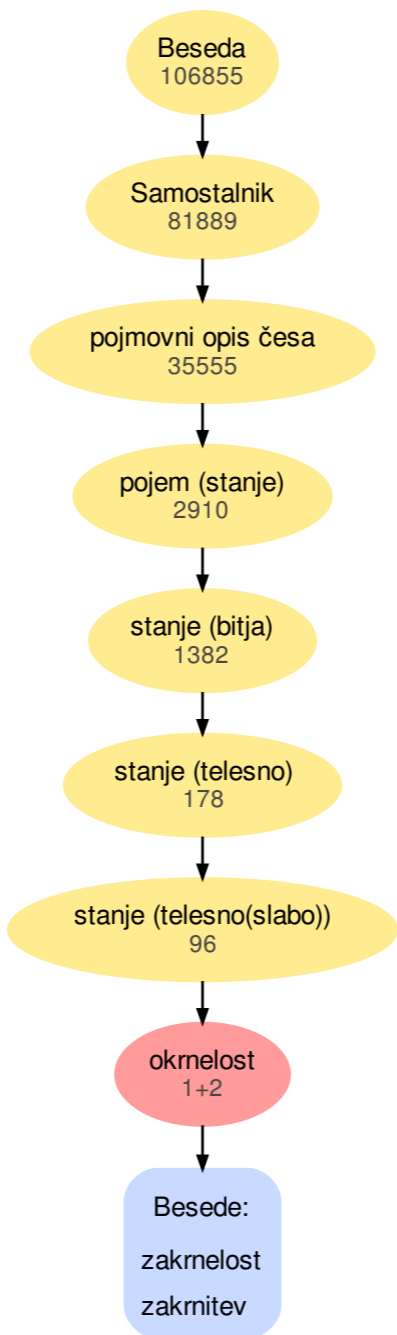 Beseda
106855
Samostalnik
81889
pojmovni opis česa
35555
pojem (stanje)
2910
stanje (bitja)
1382
stanje (telesno)
178
stanje (telesno(slabo))
96
okrnelost
1+2
Besede:
zakrnelost
zakrnitev